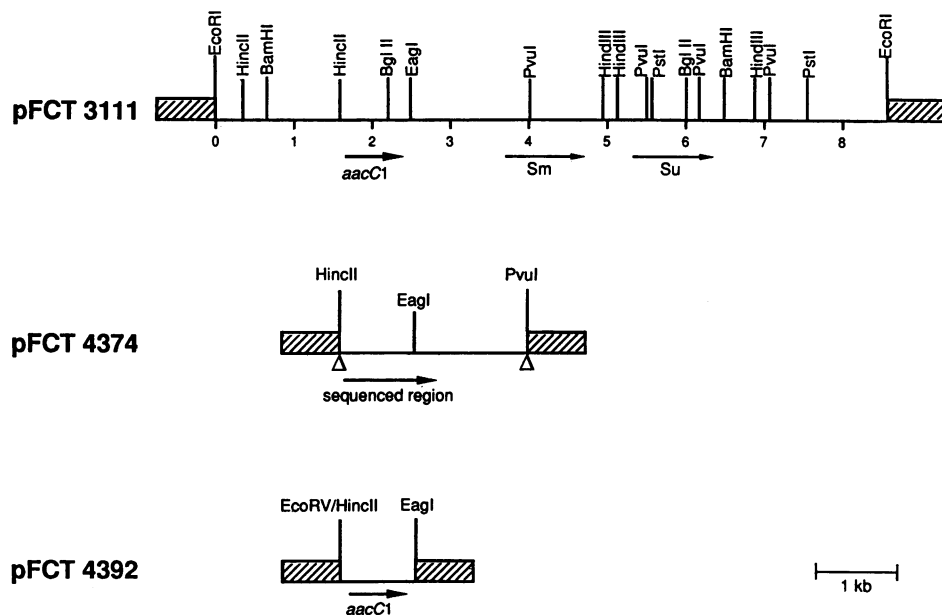 EcoRI
HincII
BamHI
HincII
Bgl II
EagI
PvuI
HindIII
HindIII
PvuI
PstI
Bgl II
PvuI
BamHI
HindIII
PvuI
PstI
EcoRI
pFCT 3111
0 1 2 3 4 5 6 7 8
aacC1 Sm Su
HincII PvuI
EagI
pFCT 4374
Δ Δ
sequenced region
EcoRV/HincII EagI
pFCT 4392
aacC1
1 kb